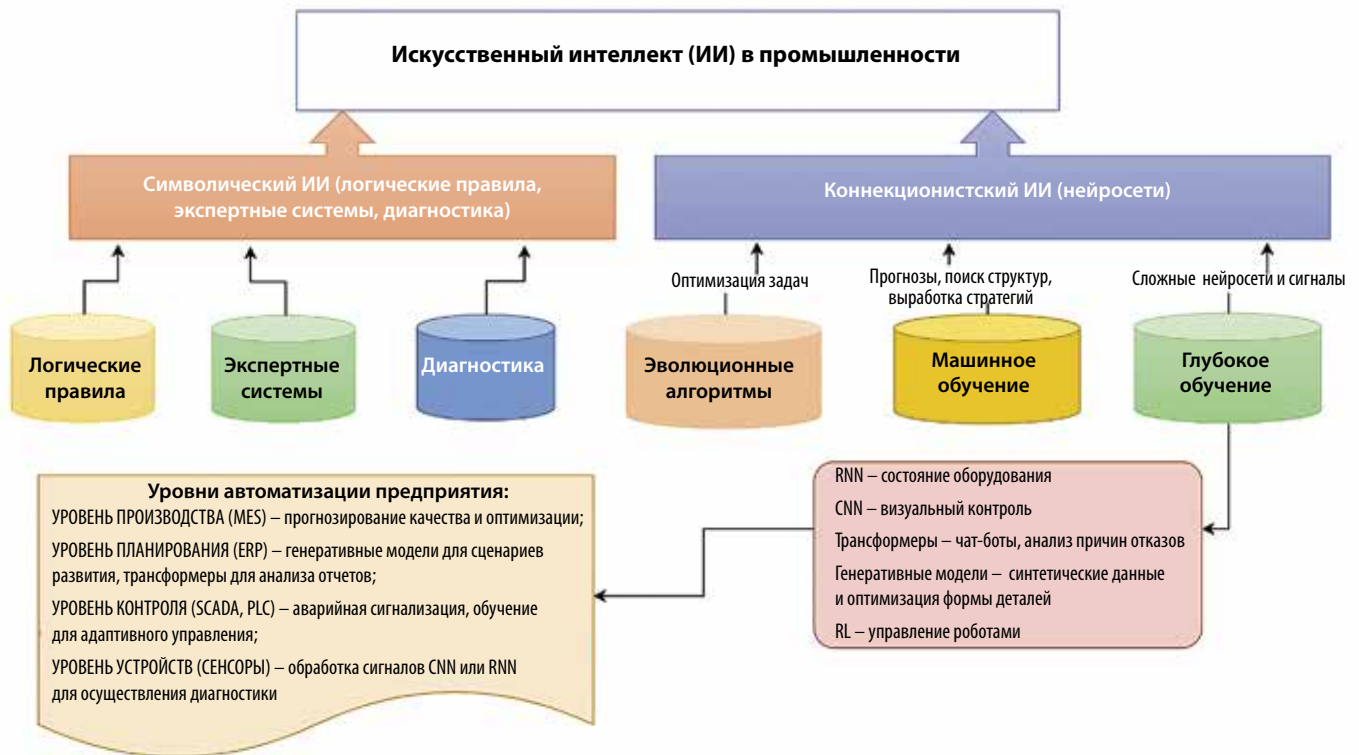 Искусственный интеллект (ИИ) в промышленности
Символический ИИ (логические правила,
экспертные системы, диагностика)
Коннекционистский ИИ (нейросети)
Оптимизация задач
Прогнозы, поиск структур,
выработка стратегий
Сложные нейросети и сигналы
Логические
правила
Экспертные
системы
Диагностика
Эволюционные
алгоритмы
Машинное
обучение
Глубокое
обучение
Уровни автоматизации предприятия:
УРОВЕНЬ ПРОИЗВОДСТВА (MES) – прогнозирование качества и оптимизации;
УРОВЕНЬ ПЛАНИРОВАНИЯ (ERP) – генеративные модели для сценариев
развития, трансформеры для анализа отчетов;
УРОВЕНЬ КОНТРОЛЯ (SCADA, PLC) – аварийная сигнализация, обучение
для адаптивного управления;
УРОВЕНЬ УСТРОЙСТВ (СЕНСОРЫ) – обработка сигналов CNN или RNN
для осуществления диагностики
RNN – состояние оборудования
CNN – визуальный контроль
Трансформеры – чат-боты, анализ причин отказов
Генеративные модели – синтетические данные
и оптимизация формы деталей
RL – управление роботами